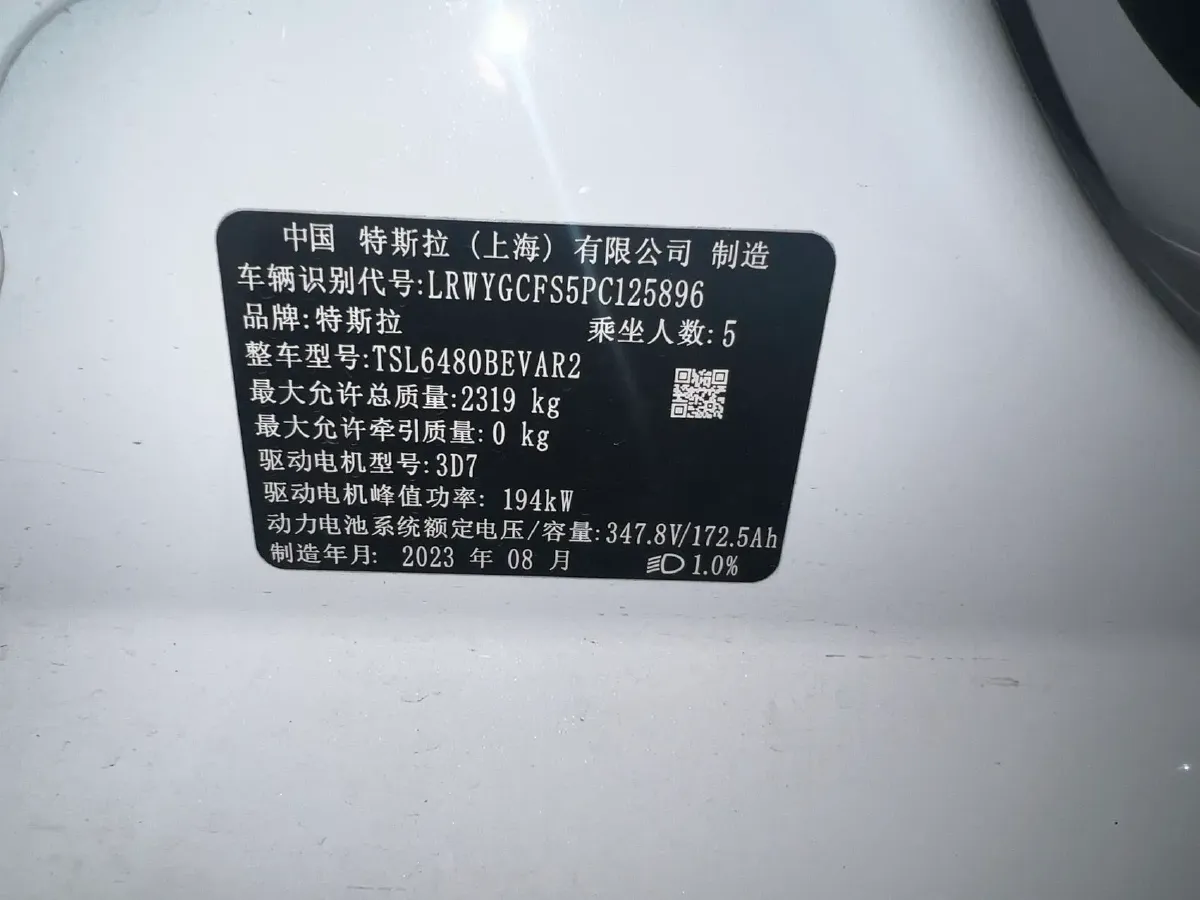 中国 特斯拉 (上海) 有限公司 制造
车辆识别代号:LRWYGCFS5PC125896
品牌:特斯拉 乘坐人数:5
整车型号:TSL6480BEVAR2
最大允许总质量:2319 kg
最大允许牵引质量:0 kg
驱动电机型号:3D7
驱动电机峰值功率: 194kW
动力电池系统额定电压/容量:347.8V/172.5Ah
制造年月: 2023 年 08 月 1.0%